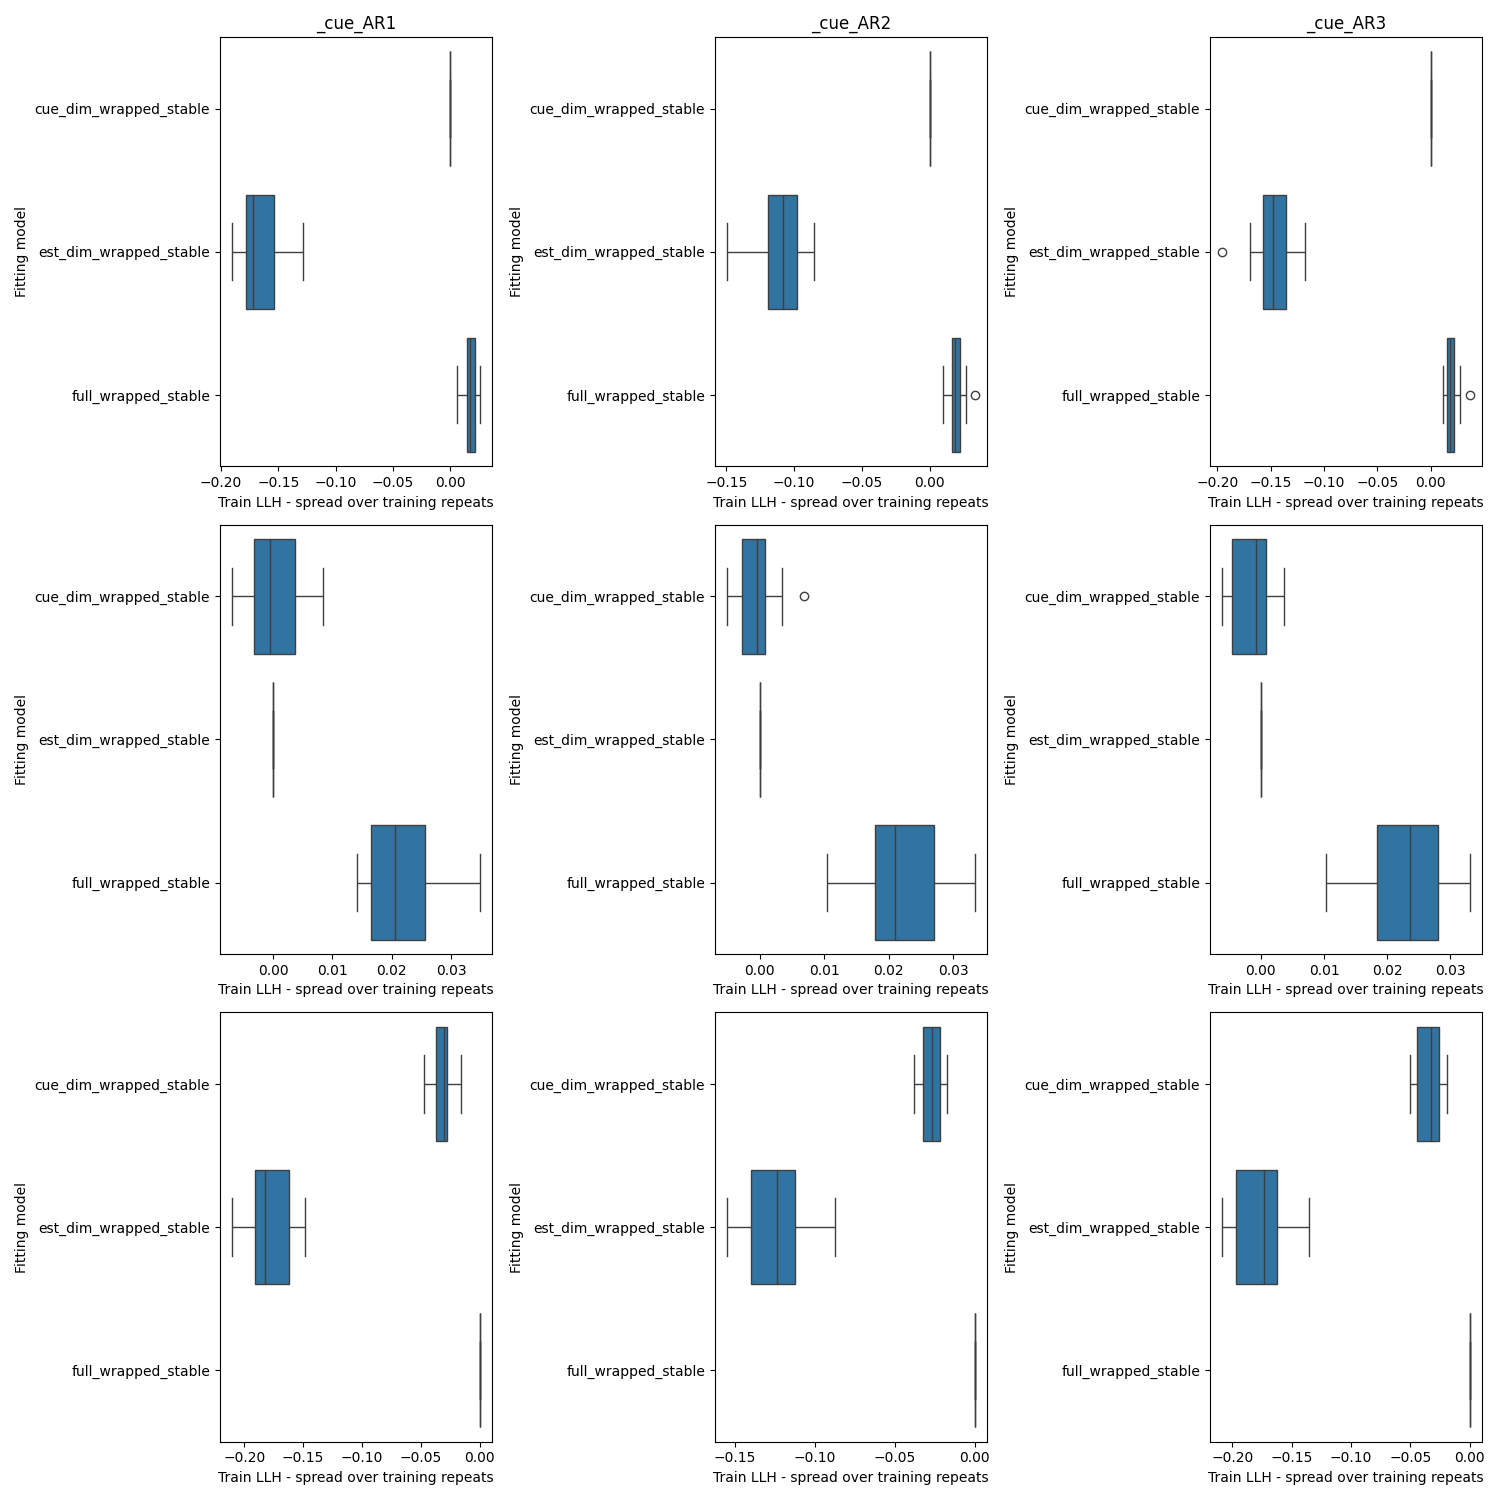 _cue_AR1
_cue_AR2
_cue_AR3
Fitting model
cue_dim_wrapped_stable
est_dim_wrapped_stable
full_wrapped_stable
−0.20 −0.15 −0.10 −0.05 0.00
Train LLH - spread over training repeats
Fitting model
cue_dim_wrapped_stable
est_dim_wrapped_stable
full_wrapped_stable
−0.15 −0.10 −0.05 0.00
Train LLH - spread over training repeats
Fitting model
cue_dim_wrapped_stable
est_dim_wrapped_stable
full_wrapped_stable
−0.20 −0.15 −0.10 −0.05 0.00
Train LLH - spread over training repeats
Fitting model
cue_dim_wrapped_stable
est_dim_wrapped_stable
full_wrapped_stable
0.00 0.01 0.02 0.03
Train LLH - spread over training repeats
Fitting model
cue_dim_wrapped_stable
est_dim_wrapped_stable
full_wrapped_stable
0.00 0.01 0.02 0.03
Train LLH - spread over training repeats
Fitting model
cue_dim_wrapped_stable
est_dim_wrapped_stable
full_wrapped_stable
0.00 0.01 0.02 0.03
Train LLH - spread over training repeats
Fitting model
cue_dim_wrapped_stable
est_dim_wrapped_stable
full_wrapped_stable
−0.20 −0.15 −0.10 −0.05 0.00
Train LLH - spread over training repeats
Fitting model
cue_dim_wrapped_stable
est_dim_wrapped_stable
full_wrapped_stable
−0.15 −0.10 −0.05 0.00
Train LLH - spread over training repeats
Fitting model
cue_dim_wrapped_stable
est_dim_wrapped_stable
full_wrapped_stable
−0.20 −0.15 −0.10 −0.05 0.00
Train LLH - spread over training repeats